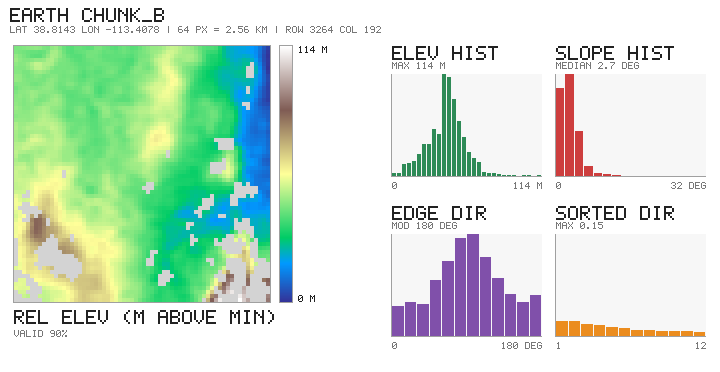 EARTH CHUNK_B
LAT 38.8143 LON -113.4078 | 64 PX = 2.56 KM | ROW 3264 COL 192
114 M
0 M
REL ELEV (M ABOVE MIN)
VALID 90%
ELEV HIST
MAX 114 M
0 114 M
SLOPE HIST
MEDIAN 2.7 DEG
0 32 DEG
EDGE DIR
MOD 180 DEG
0 180 DEG
SORTED DIR
MAX 0.15
1 12